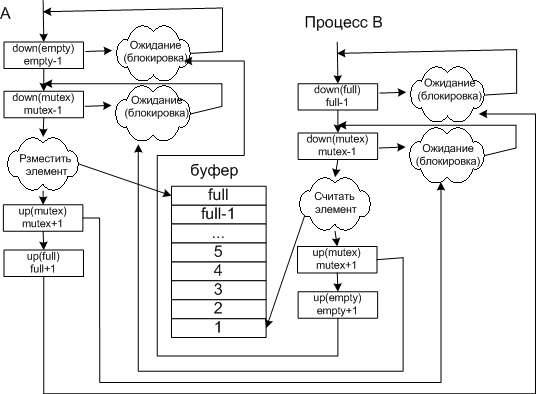 А
down(empty)
empty-1
Ожидание
(блокировка)
down(mutex)
mutex-1
Ожидание
(блокировка)
Рзместить
элемент
up(mutex)
mutex+1
up(full)
full+1
буфер
full
full-1
...
5
4
3
2
1
Процесс В
down(full)
full-1
Ожидание
(блокировка)
down(mutex)
mutex-1
Ожидание
(блокировка)
Считать
элемент
up(mutex)
mutex+1
up(empty)
empty+1